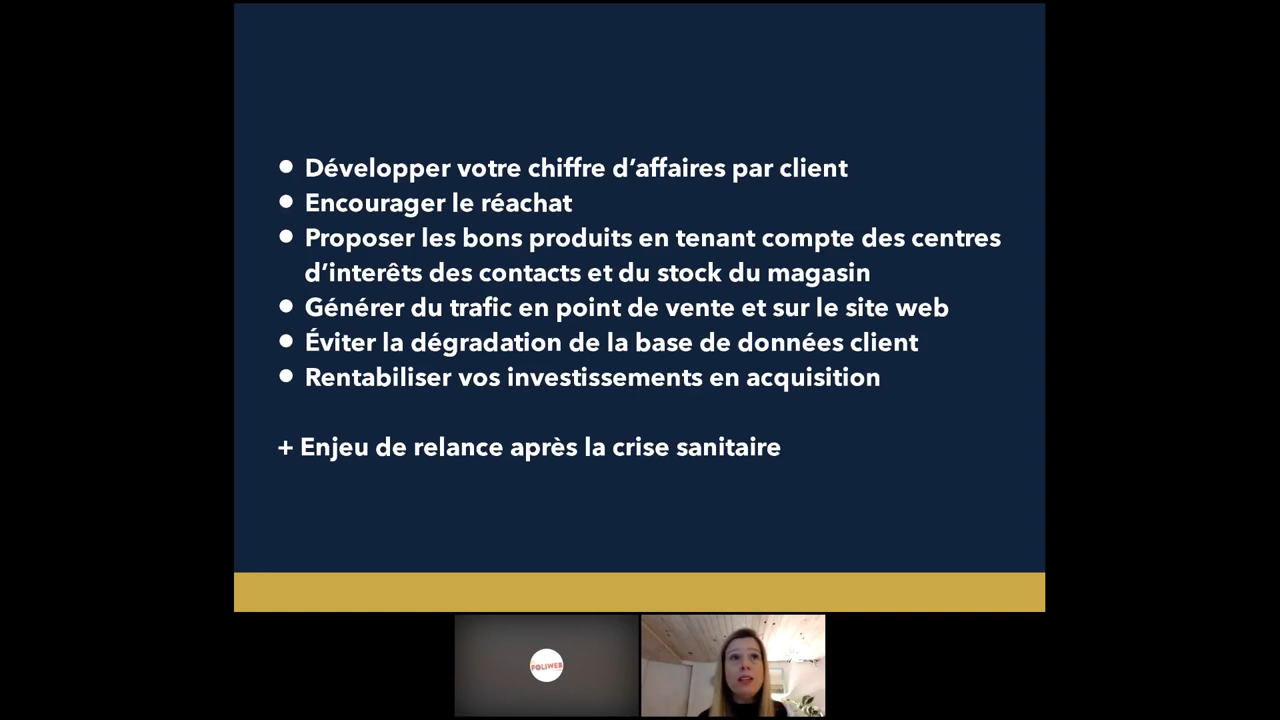 ● Développer votre chiffre d’affaires par client
● Encourager le réachat
● Proposer les bons produits en tenant compte des centres
d’interêts des contacts et du stock du magasin
● Générer du trafic en point de vente et sur le site web
● Éviter la dégradation de la base de données client
● Rentabiliser vos investissements en acquisition
+ Enjeu de relance après la crise sanitaire
FOLIWEB